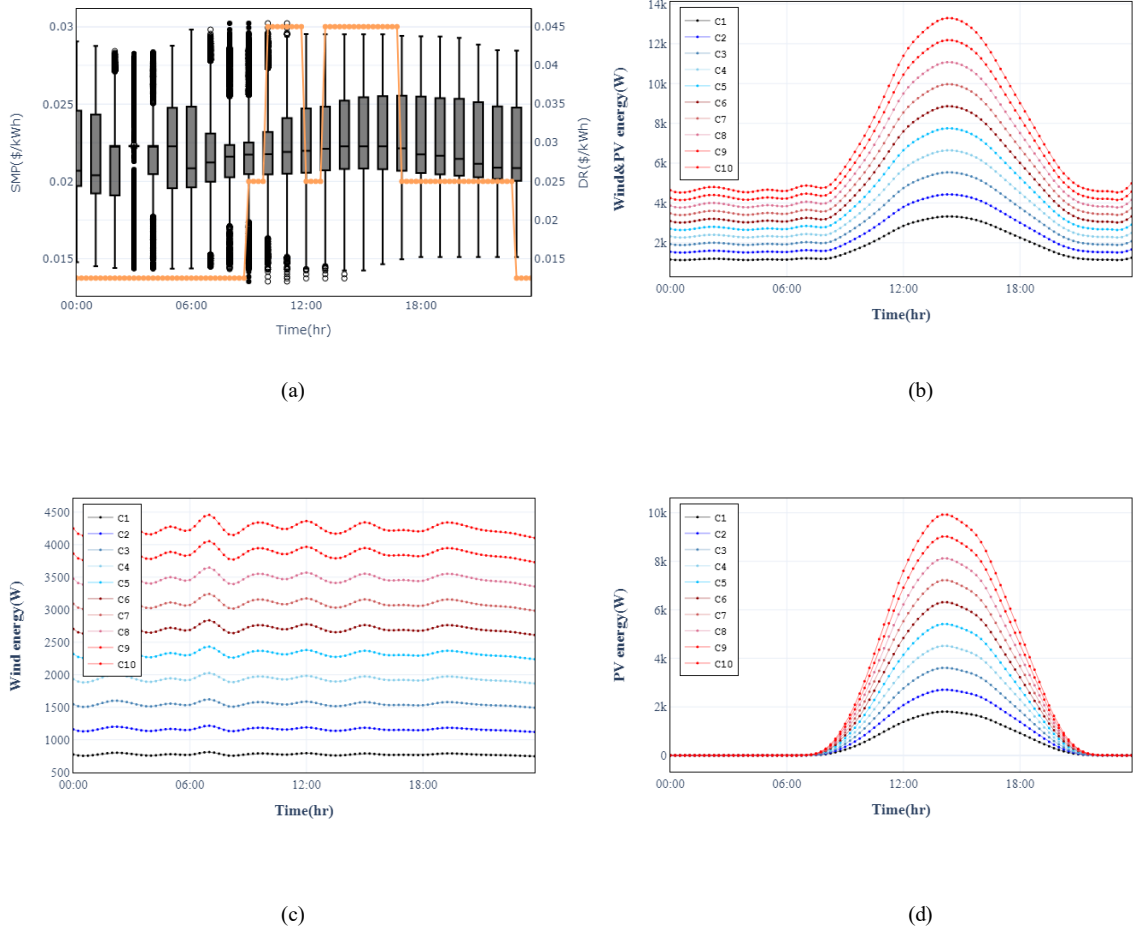 0.03
0.025
0.02
0.015
SMP($/kWh)
0.045
0.04
0.035
0.03
0.025
0.02
0.015
DR($/kWh)
00:00 06:00 12:00 18:00
Time(hr)
(a)
14k
12k
10k
8k
6k
4k
2k
Wind&PV energy(W)
C1
C2
C3
C4
C5
C6
C7
C8
C9
C10
00:00 06:00 12:00 18:00
Time(hr)
(b)
4500
4000
3500
3000
2500
2000
1500
1000
500
Wind energy(W)
C1
C2
C3
C4
C5
C6
C7
C8
C9
C10
00:00 06:00 12:00 18:00
Time(hr)
(c)
10k
8k
6k
4k
2k
0
PV energy(W)
C1
C2
C3
C4
C5
C6
C7
C8
C9
C10
00:00 06:00 12:00 18:00
Time(hr)
(d)